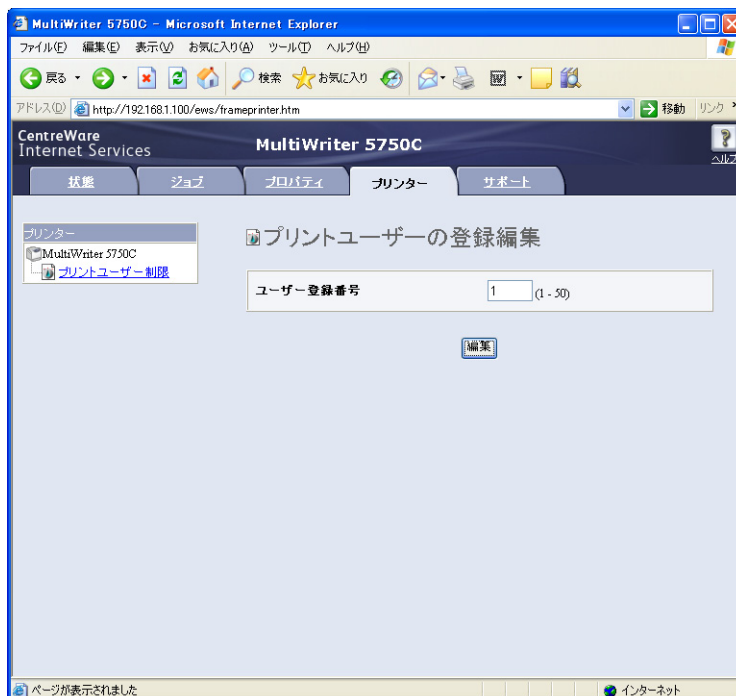 MultiWriter 5750C - Microsoft Internet Explorer
ファイル(F) 編集(E) 表示(V) お気に入り(A) ツール(T) ヘルプ(H)
戻る 検索 お気に入り
アドレス(D) http://192.168.1.100/ews/frameprinter.htm 移動 リンク »
CentreWare
Internet Services
MultiWriter 5750C
ヘルプ
状態 ジョブ プロパティ プリンター サポート
プリンター
MultiWriter 5750C
プリントユーザー制限
プリントユーザーの登録編集
ユーザー登録番号 1 (1 - 50)
編集
ページが表示されました インターネット